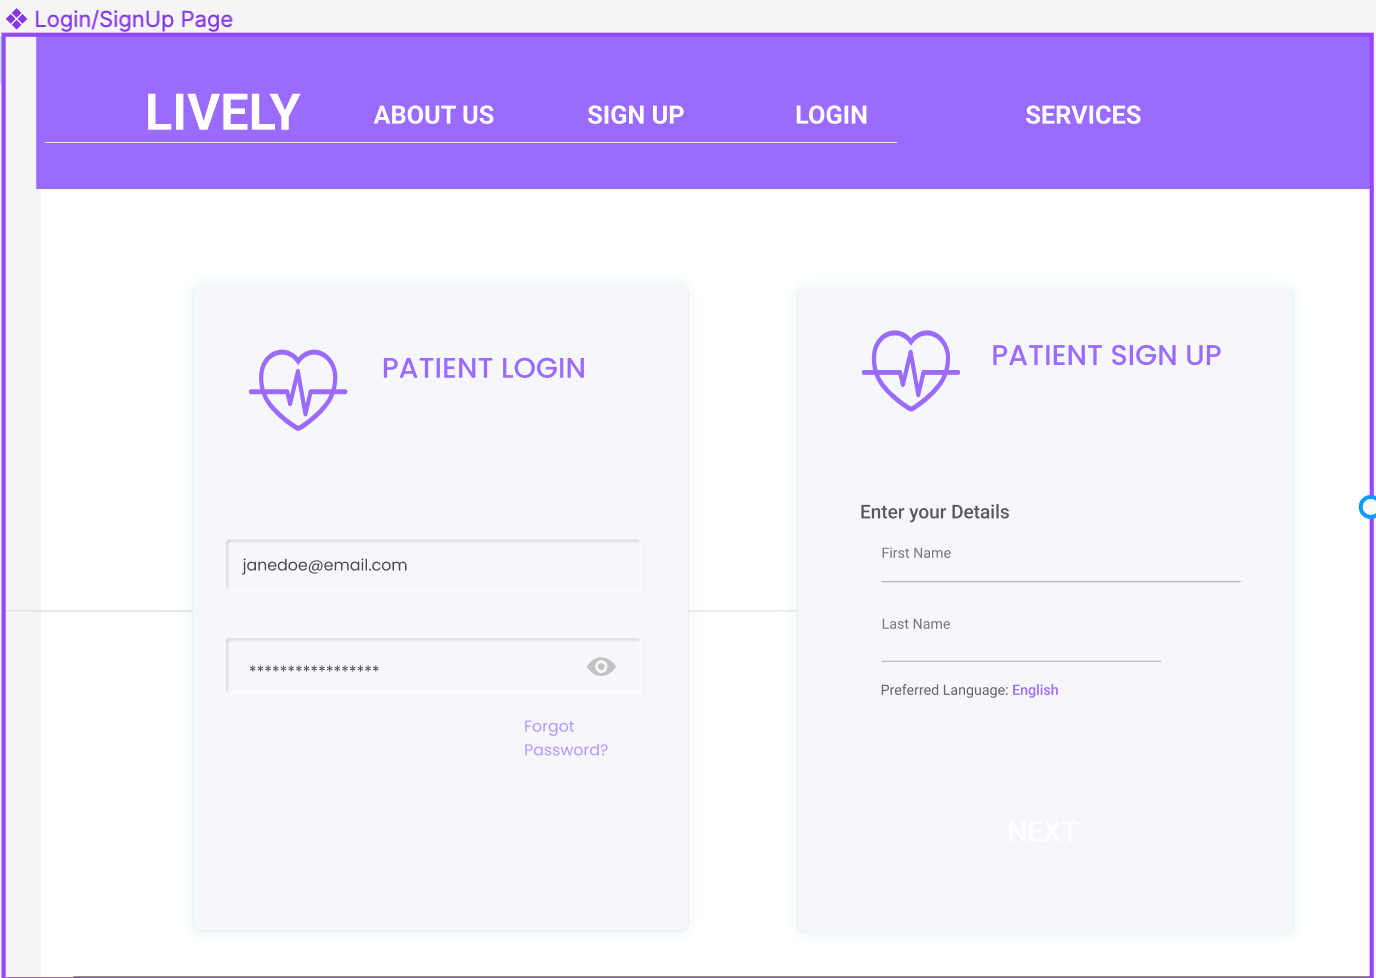 Login/SignUp Page
LIVELY ABOUT US SIGN UP LOGIN SERVICES
PATIENT LOGIN
janedoe@email.com
*****************
Forgot
Password?
PATIENT SIGN UP
Enter your Details
First Name
Last Name
Preferred Language: English
NEXT